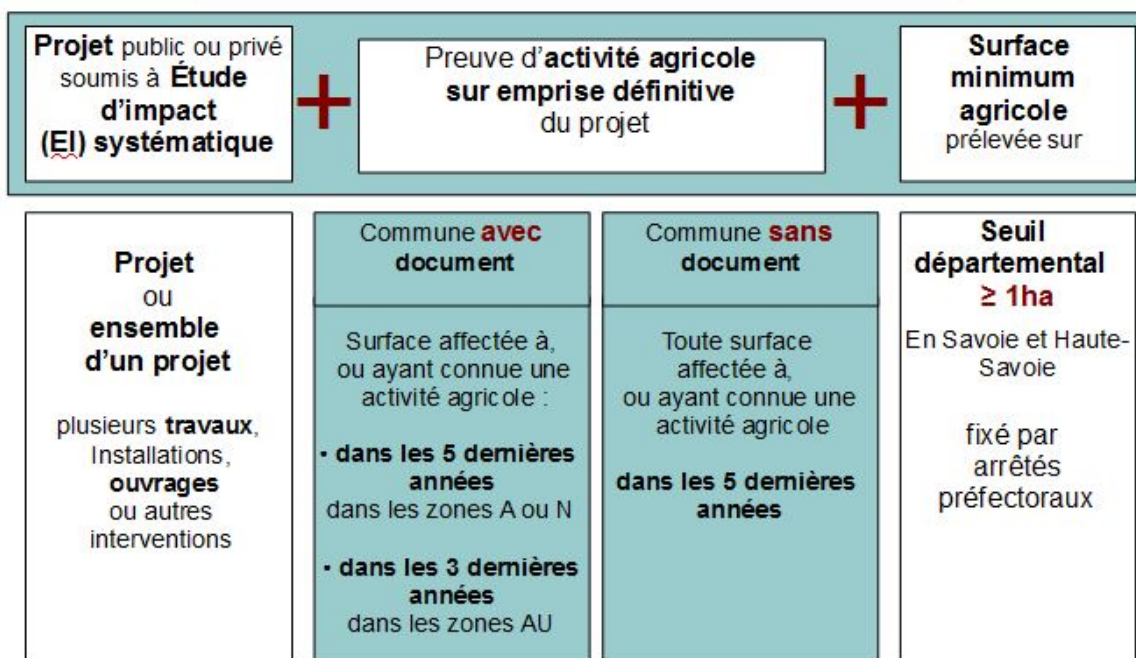 Projet public ou privé
soumis à Étude
d'impact
(EI) systématique
+
Preuve d'activité agricole
sur emprise définitive
du projet
+
Surface
minimum
agricole
prélevée sur
Projet
ou
ensemble
d'un projet
plusieurs travaux,
Installations,
ouvrages
ou autres
interventions
Commune avec
document
Surface affectée à,
ou ayant connue une
activité agricole :
• dans les 5 dernières
années
dans les zones A ou N
• dans les 3 dernières
années
dans les zones AU
Commune sans
document
Toute surface
affectée à,
ou ayant connue une
activité agricole
dans les 5 dernières
années
Seuil
départemental
≥ 1ha
En Savoie et Haute-
Savoie
fixé par
arrêtés
préfectoraux